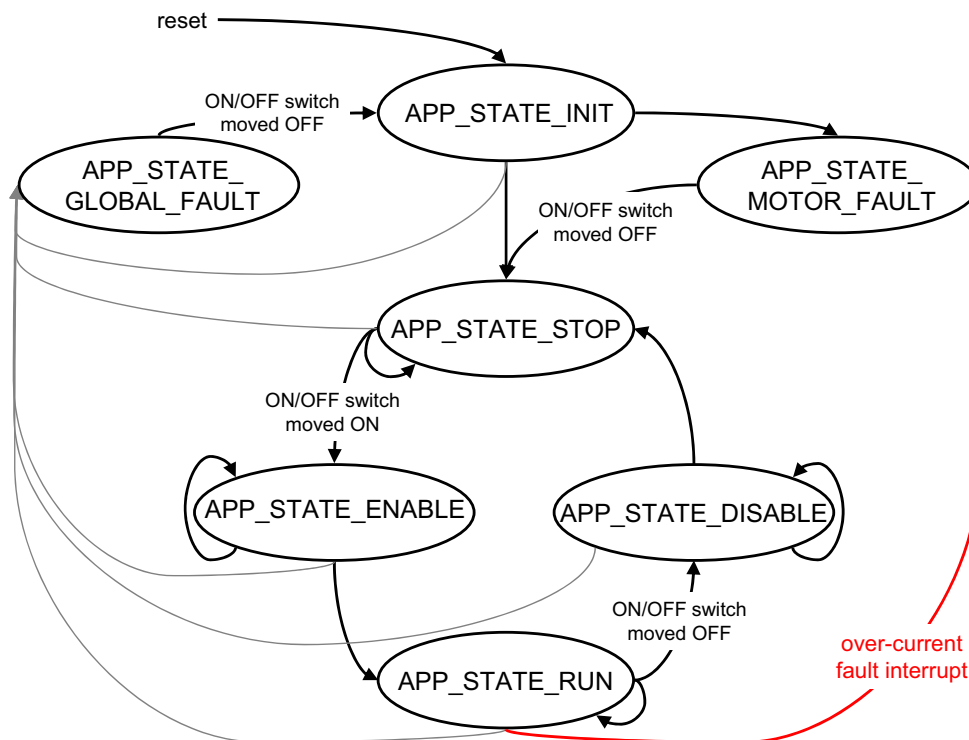 reset
ON/OFF switch
moved OFF
APP_STATE_INIT
APP_STATE_
GLOBAL_FAULT
APP_STATE_
MOTOR_FAULT
ON/OFF switch
moved OFF
APP_STATE_STOP
ON/OFF switch
moved ON
APP_STATE_ENABLE
APP_STATE_DISABLE
ON/OFF switch
moved OFF
over-current
fault interrupt
APP_STATE_RUN